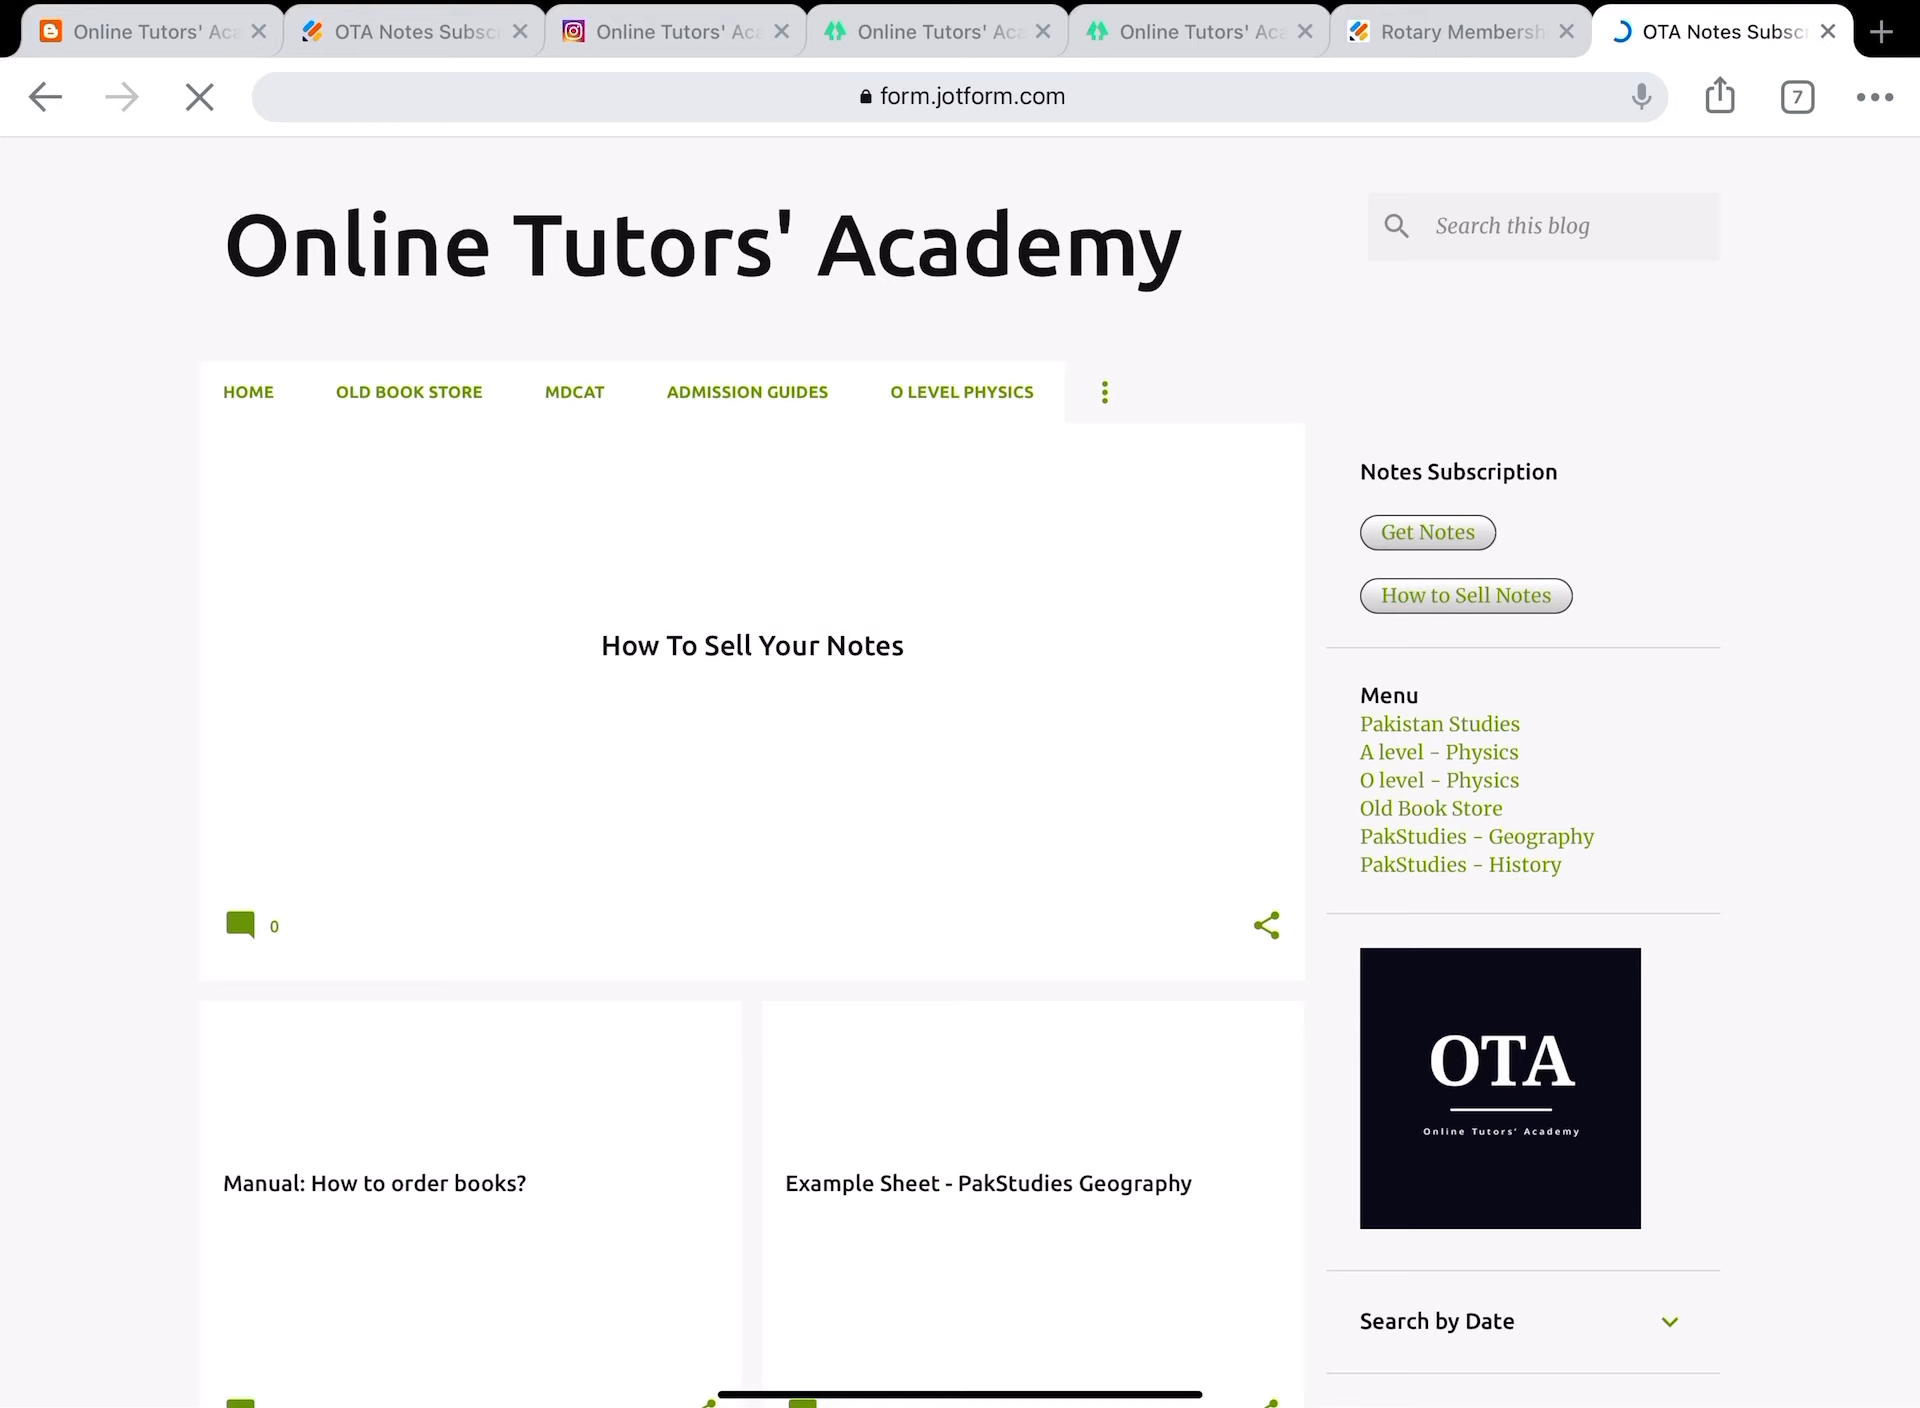 Online Tutors' Aca
OTA Notes Subsc
Online Tutors' Aca
Online Tutors' Aca
Online Tutors' Aca
Rotary Membersh
OTA Notes Subsc
form.jotform.com
7
Online Tutors' Academy
Search this blog
HOME
OLD BOOK STORE
MDCAT
ADMISSION GUIDES
O LEVEL PHYSICS
How To Sell Your Notes
0
Manual: How to order books?
Example Sheet - PakStudies Geography
Notes Subscription
Get Notes
How to Sell Notes
Menu
Pakistan Studies
A level - Physics
O level - Physics
Old Book Store
PakStudies - Geography
PakStudies - History
OTA
Online Tutors' Academy
Search by Date